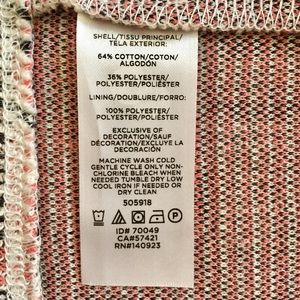 SHELL/TISSU PRINCIPAL/
TELA EXTERIOR:
64% COTTON/COTON/
ALGODÓN
36% POLYESTER/
POLYESTER/POLIÉSTER
LINING/DOUBLURE/FORRO:
100% POLYESTER/
POLYESTER/POLIÉSTER
EXCLUSIVE OF
DECORATION/SAUF
DÉCORATION/EXCLUYE LA
DECORACIÓN
MACHINE WASH COLD
GENTLE CYCLE ONLY NON-
CHLORINE BLEACH WHEN
NEEDED TUMBLE DRY LOW
COOL IRON IF NEEDED OR
DRY CLEAN
505918
ID# 70049
CA#57421
RN#140923